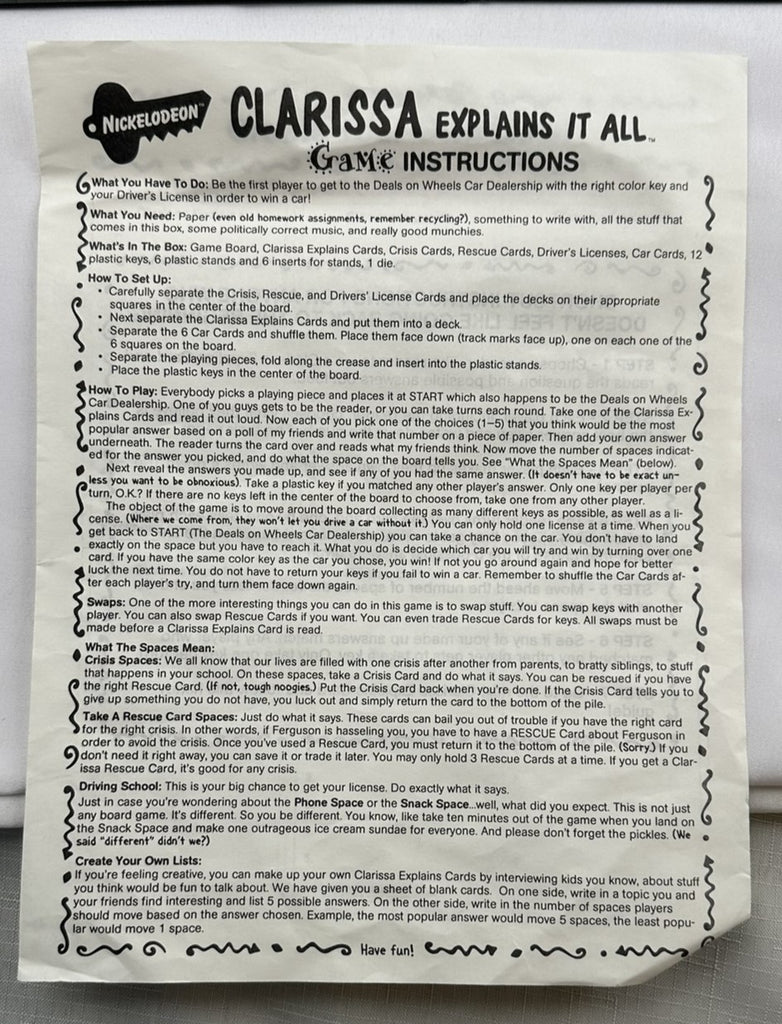 NICKELODEON™ CLARISSA EXPLAINS IT ALL™
Game INSTRUCTIONS
What You Have To Do: Be the first player to get to the Deals on Wheels Car Dealership with the right color key and
your Driver's License in order to win a car!
What You Need: Paper (even old homework assignments, remember recycling?), something to write with, all the stuff that
comes in this box, some politically correct music, and really good munchies.
What's In The Box: Game Board, Clarissa Explains Cards, Crisis Cards, Rescue Cards, Driver's Licenses, Car Cards, 12
plastic keys, 6 plastic stands and 6 inserts for stands, 1 die.
How To Set Up:
• Carefully separate the Crisis, Rescue, and Drivers' License Cards and place the decks on their appropriate
squares in the center of the board.
• Next separate the Clarissa Explains Cards and put them into a deck.
• Separate the 6 Car Cards and shuffle them. Place them face down (track marks face up), one on each one of the
6 squares on the board.
• Separate the playing pieces, fold along the crease and insert into the plastic stands.
• Place the plastic keys in the center of the board.
How To Play: Everybody picks a playing piece and places it at START which also happens to be the Deals on Wheels
Car Dealership. One of you guys gets to be the reader, or you can take turns each round. Take one of the Clarissa Ex-
plains Cards and read it out loud. Now each of you pick one of the choices (1–5) that you think would be the most
popular answer based on a poll of my friends and write that number on a piece of paper. Then add your own answer
underneath. The reader turns the card over and reads what my friends think. Now move the number of spaces indicat-
ed for the answer you picked, and do what the space on the board tells you. See "What the Spaces Mean" (below).
Next reveal the answers you made up, and see if any of you had the same answer. (It doesn't have to be exact un-
less you want to be obnoxious). Take a plastic key if you matched any other player's answer. Only one key per player per
turn, O.K.? If there are no keys left in the center of the board to choose from, take one from any other player.
The object of the game is to move around the board collecting as many different keys as possible, as well as a li-
cense. (Where we come from, they won't let you drive a car without it.) You can only hold one license at a time. When you
get back to START (The Deals on Wheels Car Dealership) you can take a chance on the car. You don't have to land
exactly on the space but you have to reach it. What you do is decide which car you will try and win by turning over one
card. If you have the same color key as the car you chose, you win! If not you go around again and hope for better
luck the next time. You do not have to return your keys if you fail to win a car. Remember to shuffle the Car Cards af-
ter each player's try, and turn them face down again.
Swaps: One of the more interesting things you can do in this game is to swap stuff. You can swap keys with another
player. You can also swap Rescue Cards if you want. You can even trade Rescue Cards for keys. All swaps must be
made before a Clarissa Explains Card is read.
What The Spaces Mean:
Crisis Spaces: We all know that our lives are filled with one crisis after another from parents, to bratty siblings, to stuff
that happens in your school. On these spaces, take a Crisis Card and do what it says. You can be rescued if you have
the right Rescue Card. (If not, tough noogies.) Put the Crisis Card back when you're done. If the Crisis Card tells you to
give up something you do not have, you luck out and simply return the card to the bottom of the pile.
Take A Rescue Card Spaces: Just do what it says. These cards can bail you out of trouble if you have the right card
for the right crisis. In other words, if Ferguson is hasseling you, you have to have a RESCUE Card about Ferguson in
order to avoid the crisis. Once you've used a Rescue Card, you must return it to the bottom of the pile. (Sorry.) If you
don't need it right away, you can save it or trade it later. You may only hold 3 Rescue Cards at a time. If you get a Clar-
issa Rescue Card, it's good for any crisis.
Driving School: This is your big chance to get your license. Do exactly what it says.
Just in case you're wondering about the Phone Space or the Snack Space...well, what did you expect. This is not just
any board game. It's different. So you be different. You know, like take ten minutes out of the game when you land on
the Snack Space and make one outrageous ice cream sundae for everyone. And please don't forget the pickles. (We
said "different" didn't we?)
Create Your Own Lists:
If you're feeling creative, you can make up your own Clarissa Explains Cards by interviewing kids you know, about stuff
you think would be fun to talk about. We have given you a sheet of blank cards. On one side, write in a topic you and
your friends find interesting and list 5 possible answers. On the other side, write in the number of spaces players
should move based on the answer chosen. Example, the most popular answer would move 5 spaces, the least popu-
lar would move 1 space.
Have fun!